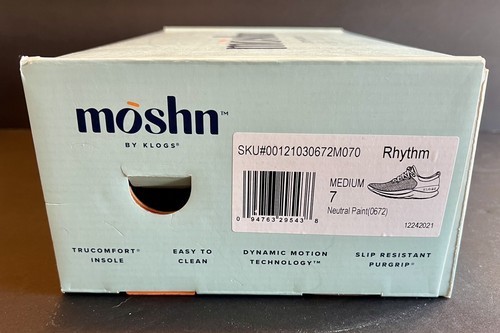 mōshn™
BY KLOGS®
SKU#00121030672M070 Rhythm
MEDIUM
7
Neutral Paint(0672)
0 94763 29543 8
12242021
TRUCOMFORT® INSOLE
EASY TO CLEAN
DYNAMIC MOTION TECHNOLOGY™
SLIP RESISTANT PURGRIP®